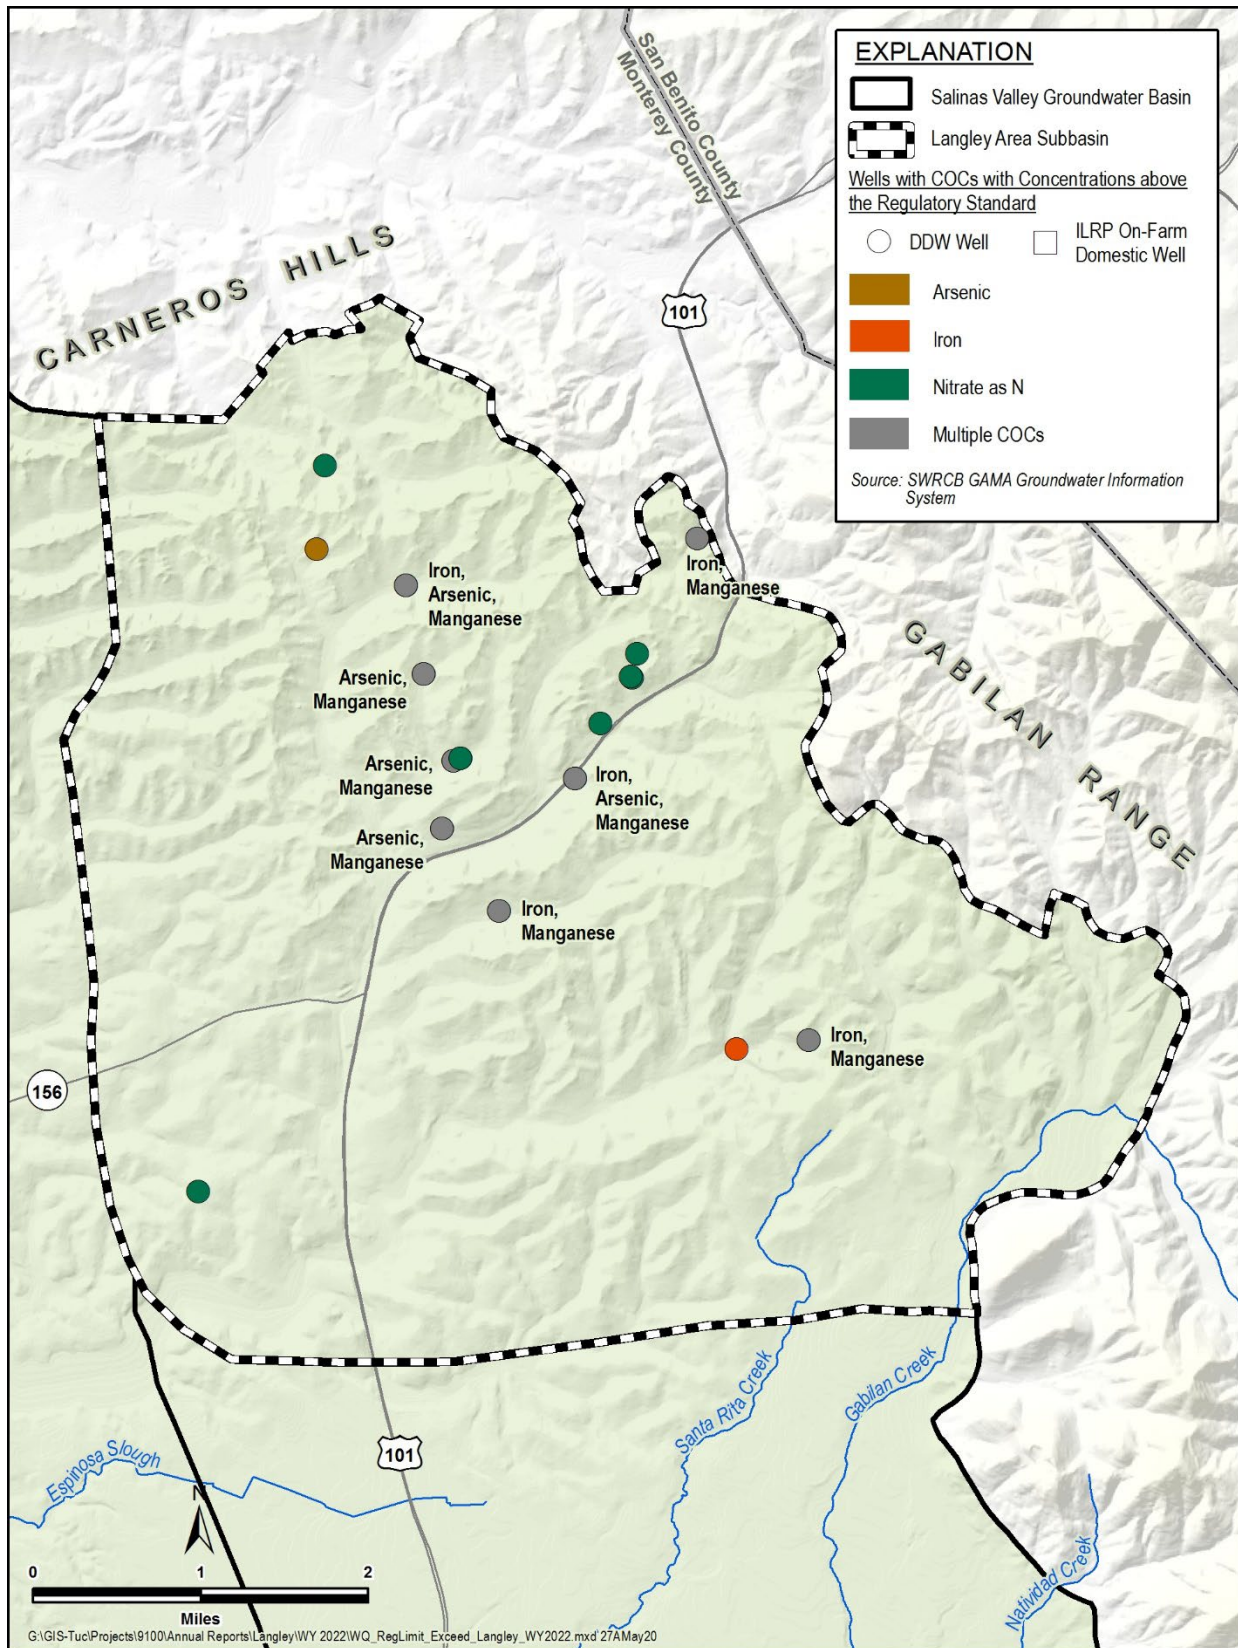 EXPLANATION
Salinas Valley Groundwater Basin
Langley Area Subbasin
Wells with COCs with Concentrations above
the Regulatory Standard
DDW Well
ILRP On-Farm
Domestic Well
Arsenic
Iron
Nitrate as N
Multiple COCs
Source: SWRCB GAMA Groundwater Information
System
San Benito County
Monterey County
CARNEROS HILLS
101
Iron,
Manganese
Iron,
Arsenic,
Manganese
GABILAN RANGE
Arsenic,
Manganese
Arsenic,
Manganese
Iron,
Arsenic,
Manganese
Arsenic,
Manganese
Iron,
Manganese
Iron,
Manganese
156
Santa Rita Creek
Gabilan Creek
101
Espinosa Slough
N
Natividad Creek
0 1 2
Miles
G:\GIS-Tuc\Projects\9100\Annual Reports\Langley\WY 2022\WQ_RegLimit_Exceed_Langley_WY2022.mxd 27AMay20